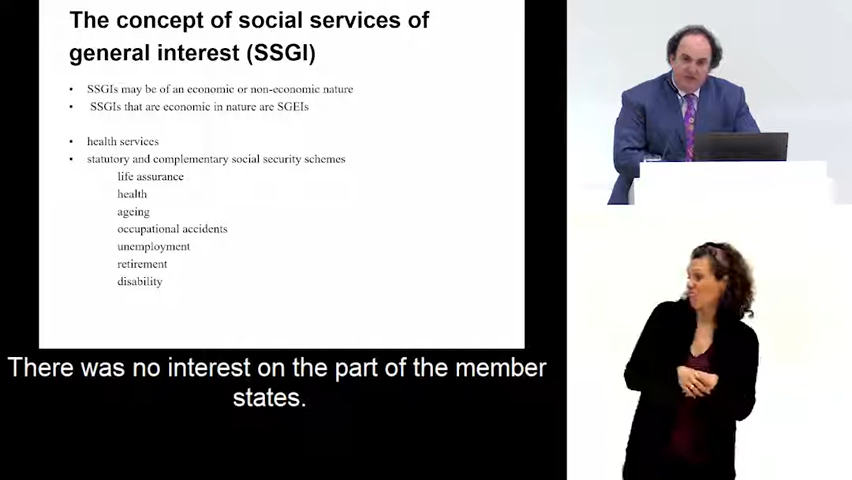 The concept of social services of
general interest (SSGI)
• SSGIs may be of an economic or non-economic nature
• SSGIs that are economic in nature are SGEIs
• health services
• statutory and complementary social security schemes
life assurance
health
ageing
occupational accidents
unemployment
retirement
disability
There was no interest on the part of the member
states.